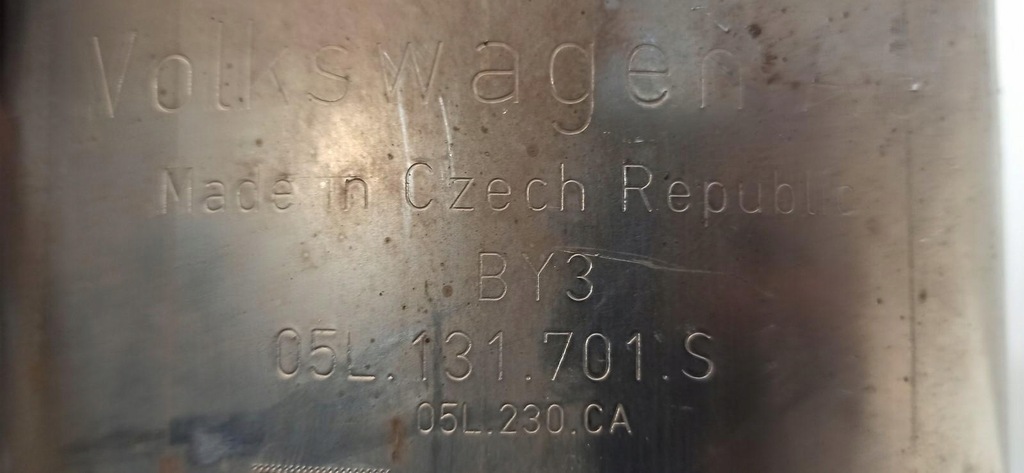 Volkswagen
Made in Czech Republic
BY3
05L.131.701.S
05L.230.CA